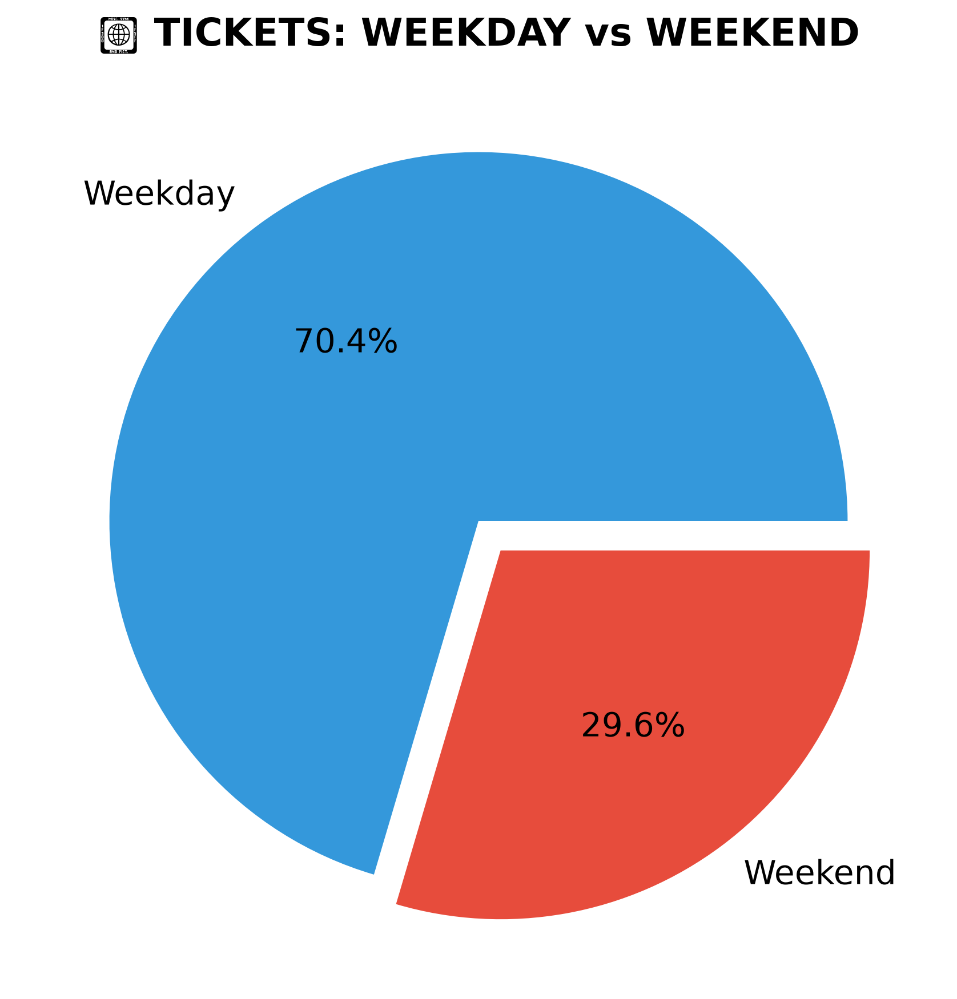 TICKETS: WEEKDAY vs WEEKEND
Weekday
70.4%
29.6%
Weekend